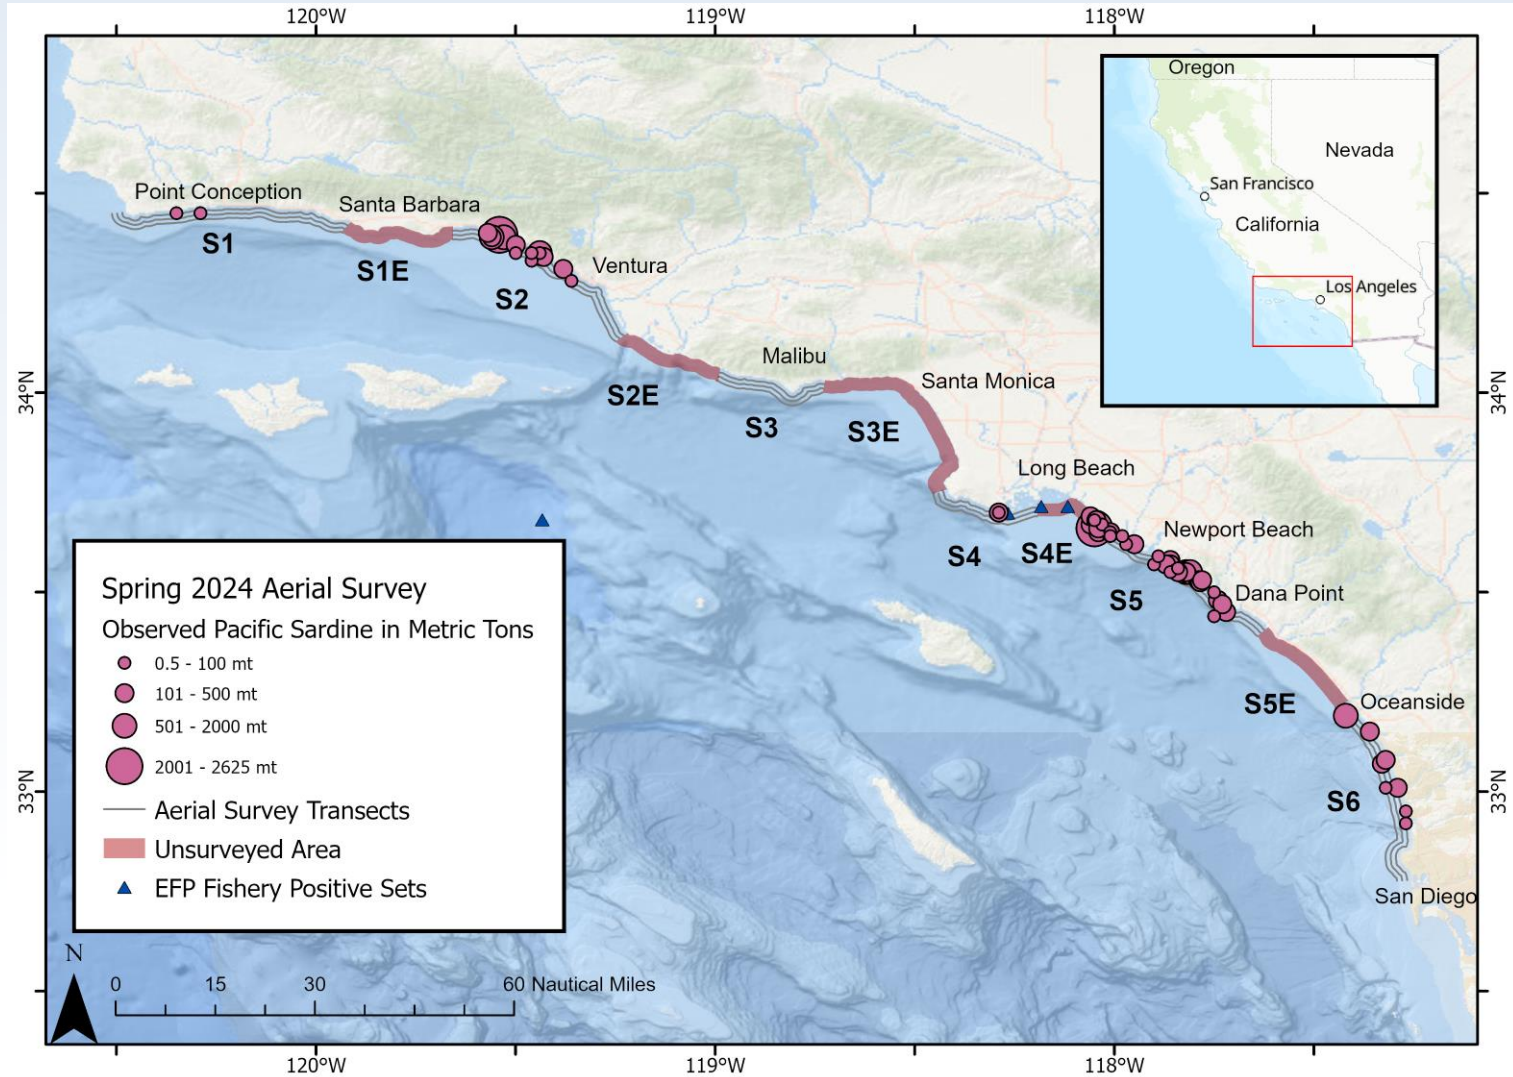 120°W
119°W
118°W
Oregon
Nevada
San Francisco
California
Los Angeles
Point Conception
Santa Barbara
S1
S1E
Ventura
S2
Malibu
34°N
34°N
Santa Monica
S2E
S3
S3E
Long Beach
Newport Beach
S4
S4E
Dana Point
S5
Spring 2024 Aerial Survey
Observed Pacific Sardine in Metric Tons
0.5 - 100 mt
101 - 500 mt
501 - 2000 mt
2001 - 2625 mt
Aerial Survey Transects
Unsurveyed Area
EFP Fishery Positive Sets
S5E
Oceanside
33°N
33°N
S6
San Diego
N
0 15 30 60 Nautical Miles
120°W
119°W
118°W